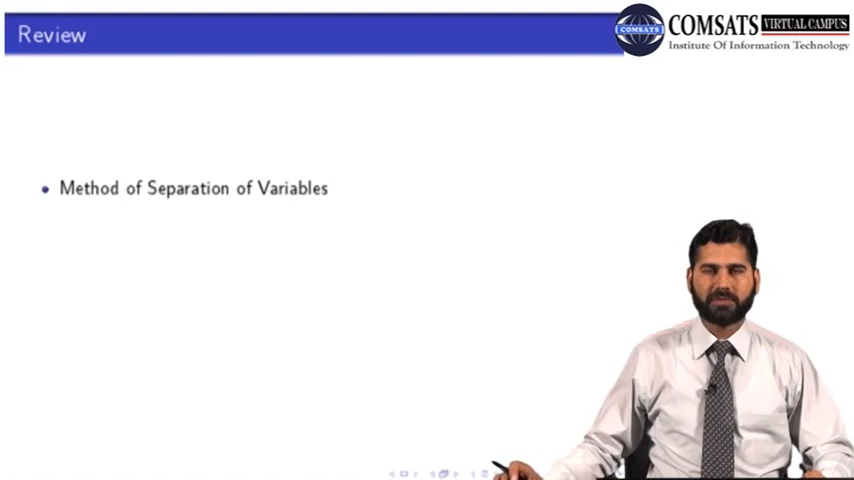 Review
COMSATS
COMSATS VIRTUAL CAMPUS
Institute Of Information Technology
Method of Separation of Variables